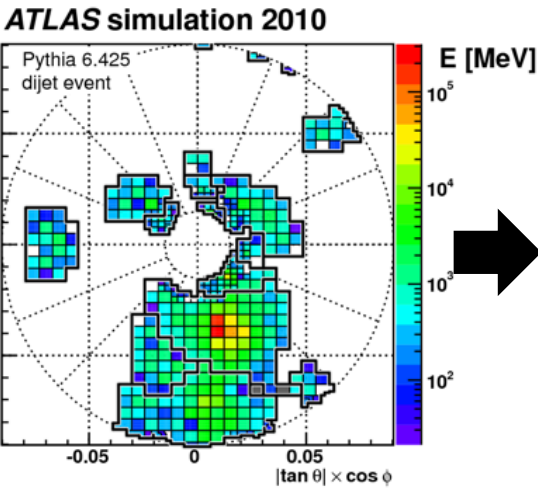 ATLAS simulation 2010
Pythia 6.425
dijet event
E [MeV]
10⁵
10⁴
10³
10²
-0.05
0
0.05
|tan θ| × cos ϕ